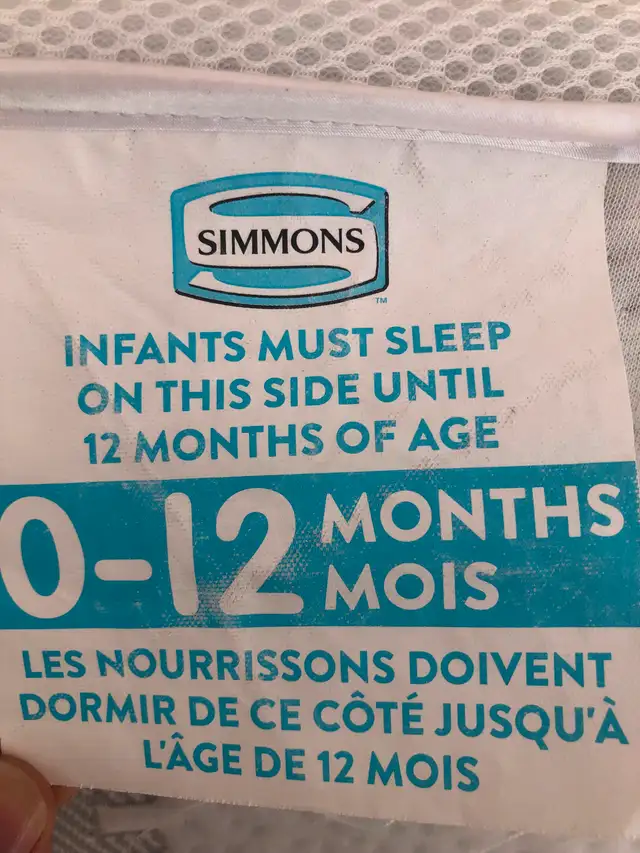 SIMMONS
TM
INFANTS MUST SLEEP
ON THIS SIDE UNTIL
12 MONTHS OF AGE
0-12 MONTHS
MOIS
LES NOURRISSONS DOIVENT
DORMIR DE CE CÔTÉ JUSQU'À
L'ÂGE DE 12 MOIS